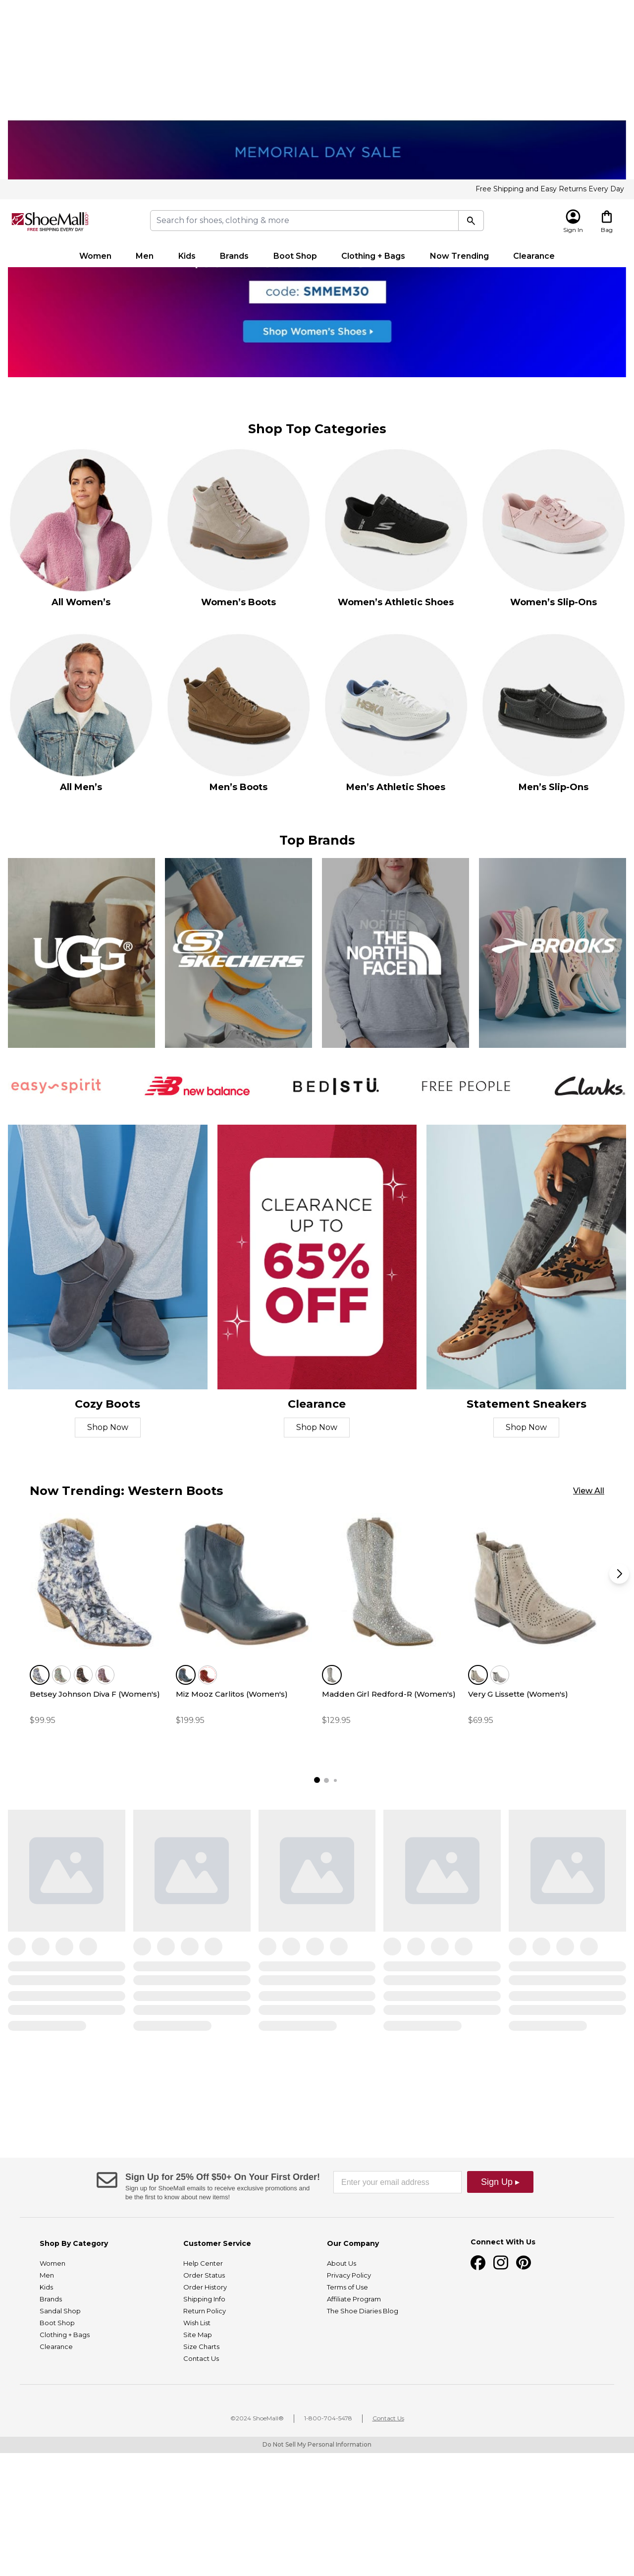 MEMORIAL DAY SALE
Free Shipping and Easy Returns Every Day
ShoeMall.com
FREE SHIPPING EVERY DAY
Search for shoes, clothing & more
Sign In
Bag
Women Men Kids Brands Boot Shop Clothing + Bags Now Trending Clearance
code: SMMEM30
Shop Women's Shoes ▸
Shop Top Categories
All Women's
Women's Boots
Women's Athletic Shoes
Women's Slip-Ons
All Men's
Men's Boots
Men's Athletic Shoes
Men's Slip-Ons
Top Brands
UGG®
SKECHERS
THE NORTH FACE
BROOKS
easy spirit
new balance
BED|STÜ.
FREE PEOPLE
Clarks.
CLEARANCE
UP TO
65%
OFF
Cozy Boots
Shop Now
Clearance
Shop Now
Statement Sneakers
Shop Now
Now Trending: Western Boots
View All
Betsey Johnson Diva F (Women's)
$99.95
Miz Mooz Carlitos (Women's)
$199.95
Madden Girl Redford-R (Women's)
$129.95
Very G Lissette (Women's)
$69.95
Sign Up for 25% Off $50+ On Your First Order!
Sign up for ShoeMall emails to receive exclusive promotions and
be the first to know about new items!
Enter your email address
Sign Up ▸
Shop By Category
Women
Men
Kids
Brands
Sandal Shop
Boot Shop
Clothing + Bags
Clearance
Customer Service
Help Center
Order Status
Order History
Shipping Info
Return Policy
Wish List
Site Map
Size Charts
Contact Us
Our Company
About Us
Privacy Policy
Terms of Use
Affiliate Program
The Shoe Diaries Blog
Connect With Us
©2024 ShoeMall®
1-800-704-5478
Contact Us
Do Not Sell My Personal Information